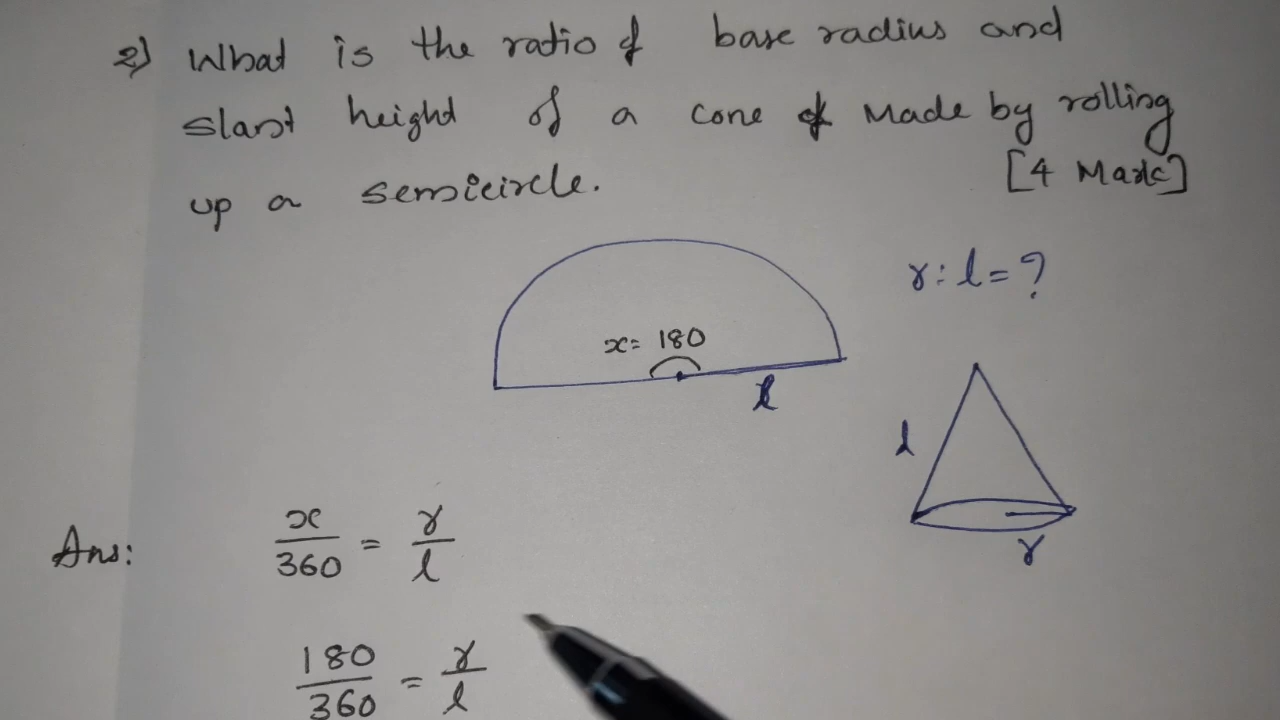 2) What is the ratio of base radius and
slant height of a cone of Made by rolling
up a semicircle.
[4 Mark]
r:l=?
x= 180
l
l
r
Ans: x/360 = r/l
180/360 = r/l